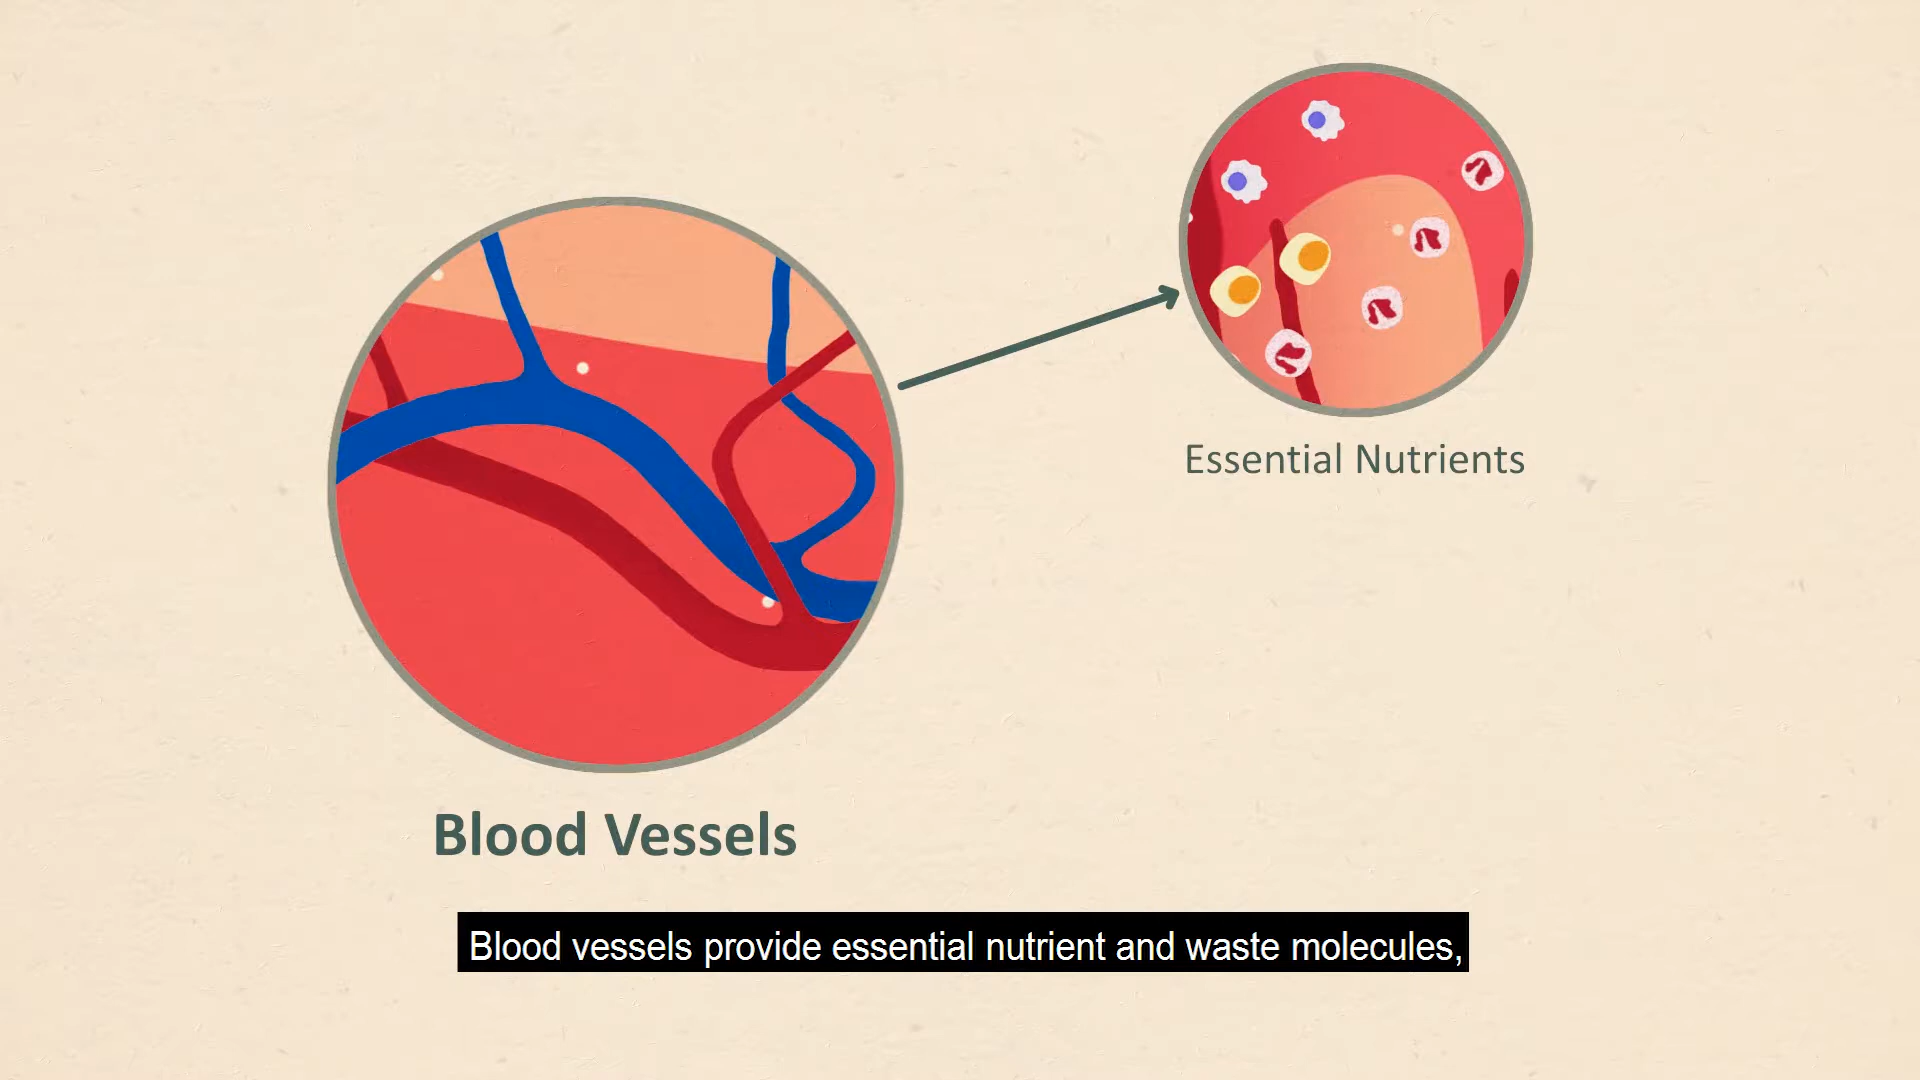 Essential Nutrients
Blood Vessels
Blood vessels provide essential nutrient and waste molecules,